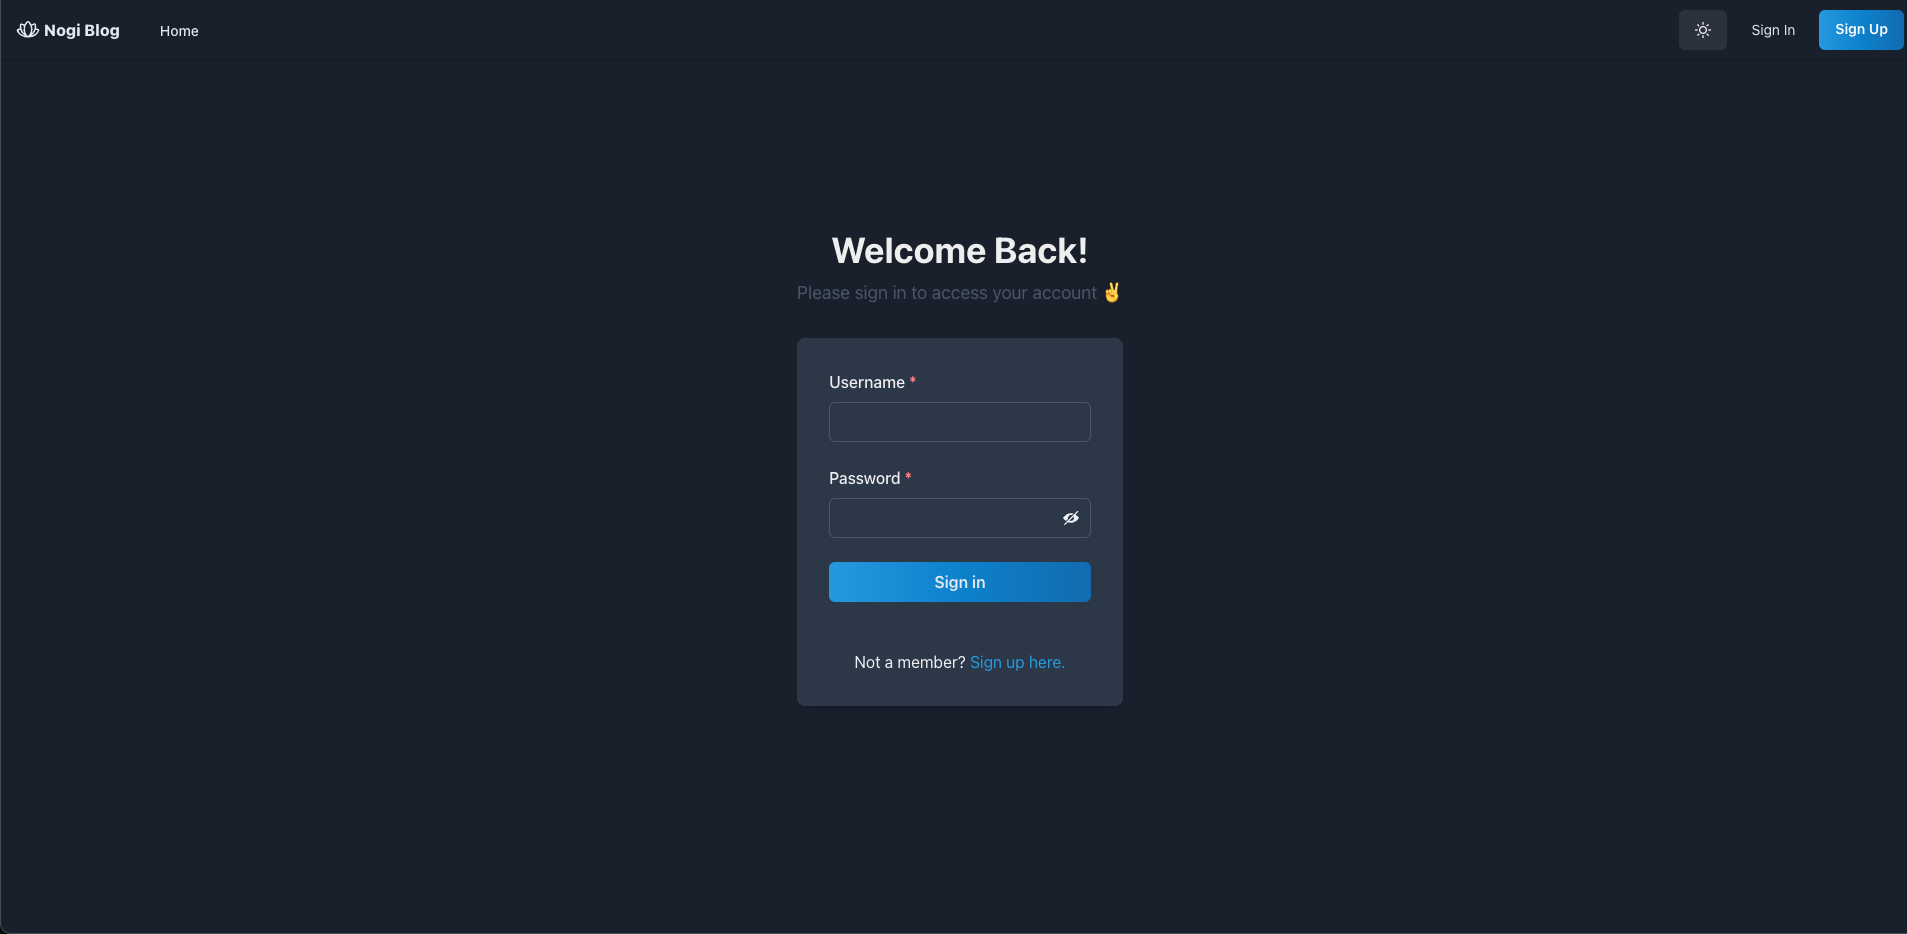 Nogi Blog
Home
Sign In
Sign Up
Welcome Back!
Please sign in to access your account ✌️
Username *
Password *
Sign in
Not a member? Sign up here.